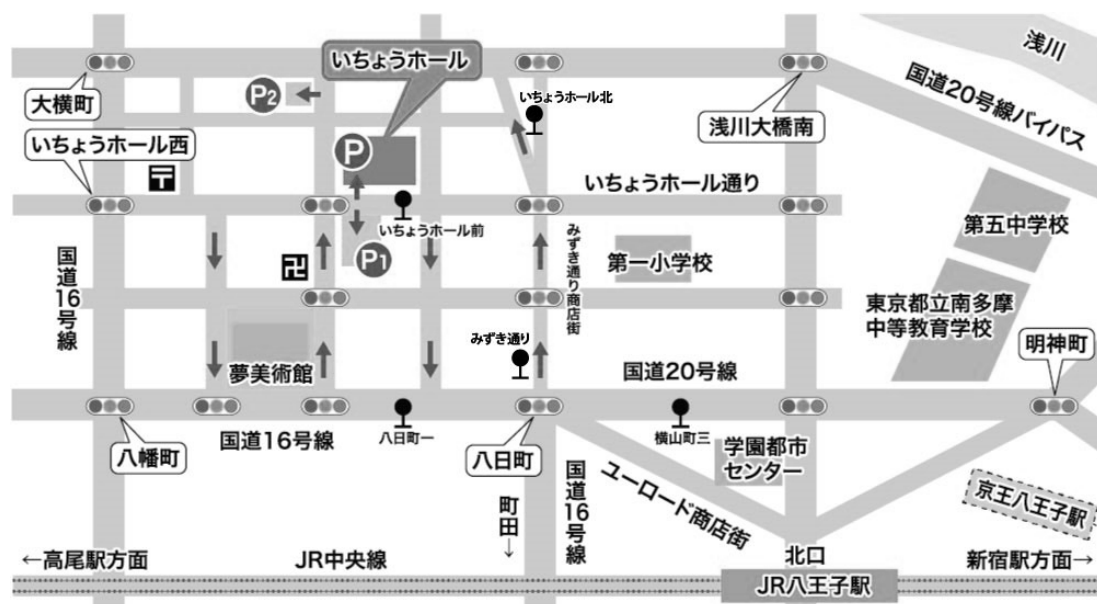 いちょうホール
浅川
大横町
P2
いちょうホール北
浅川大橋南
国道20号線バイパス
いちょうホール西
〒
P
いちょうホール通り
第五中学校
いちょうホール前
P1
国道16号線
卍
みずき通り商店街
第一小学校
東京都立南多摩
中等教育学校
みずき通り
夢美術館
国道20号線
明神町
八幡町
国道16号線
八日町一
八日町
横山町三
学園都市
センター
国道16号線
ユーロード商店街
京王八王子駅
町田→
←高尾駅方面
JR中央線
北口
新宿駅方面→
JR八王子駅